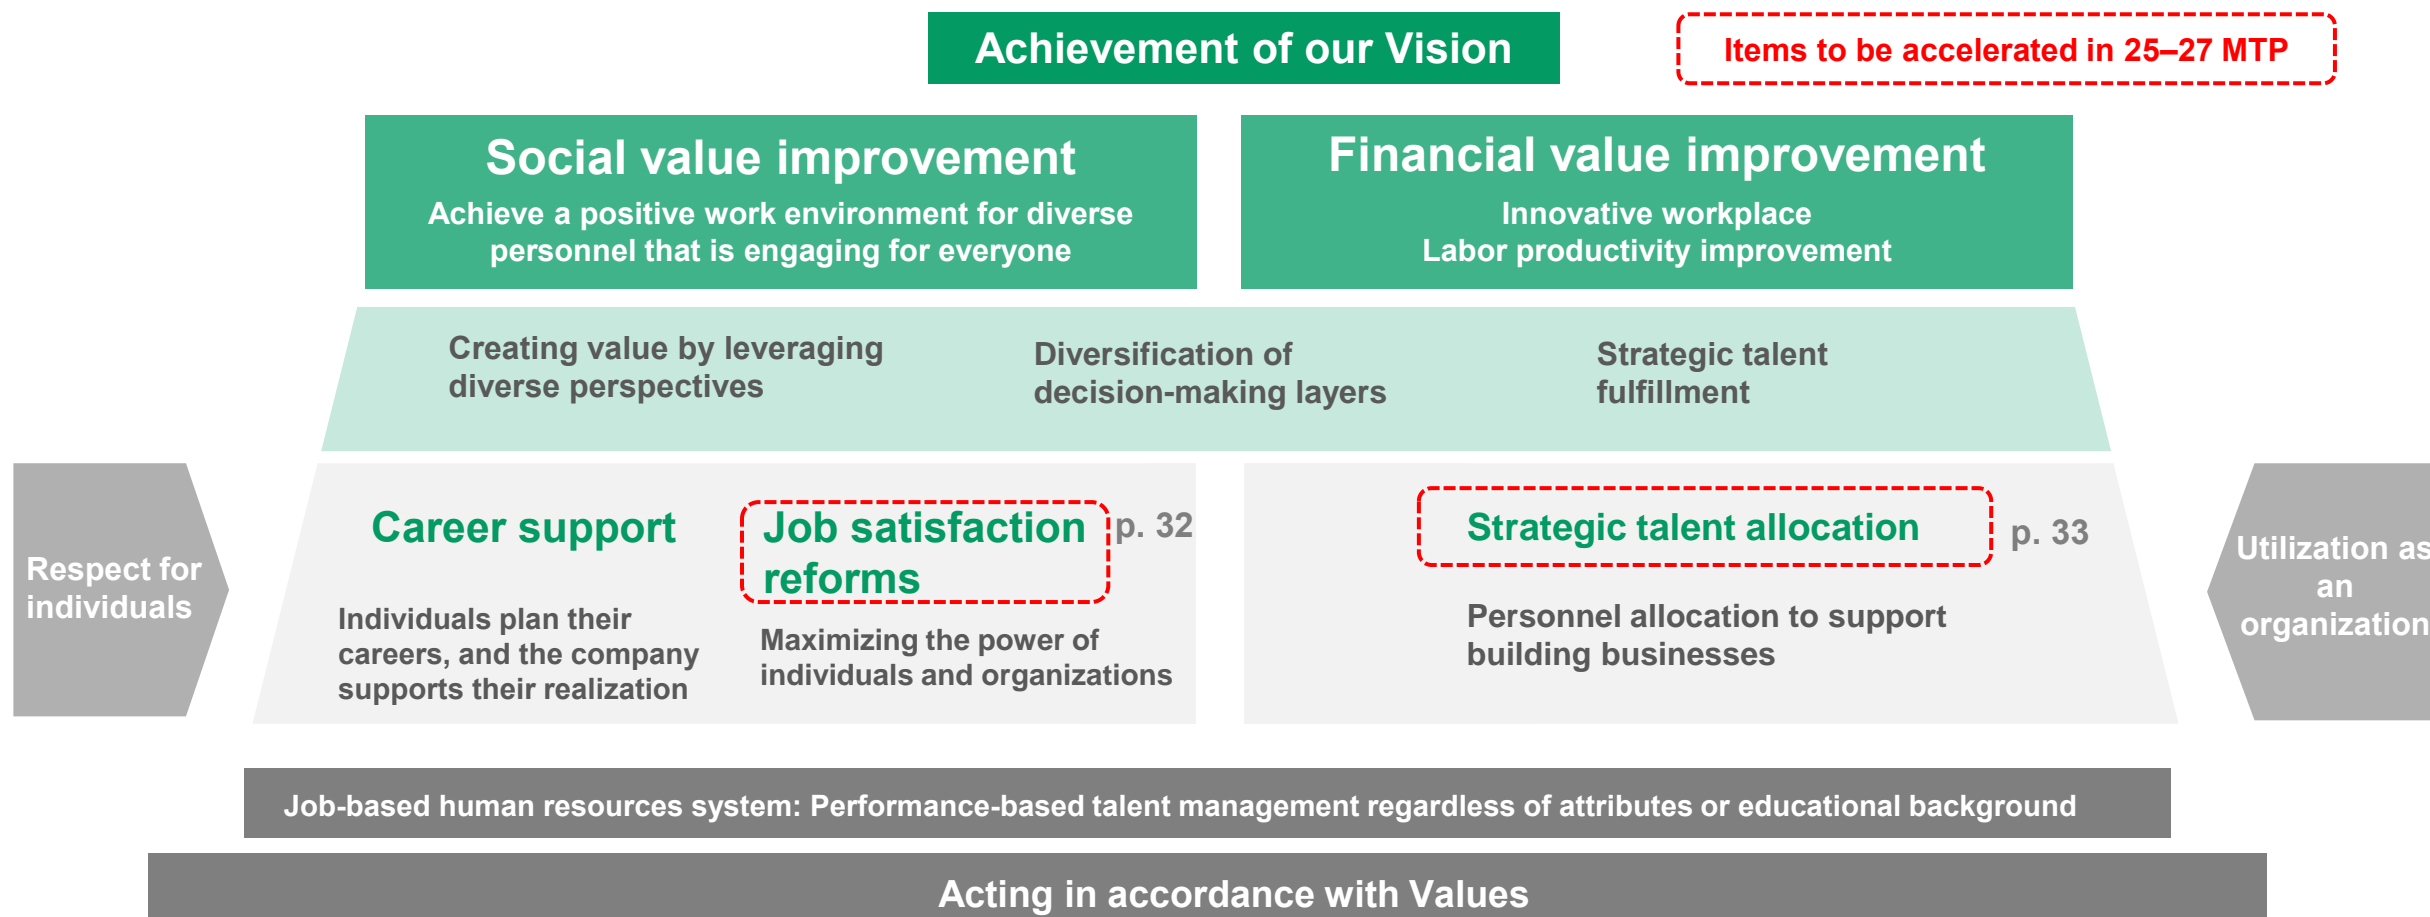 Achievement of our Vision
Items to be accelerated in 25–27 MTP
Social value improvement
Achieve a positive work environment for diverse
personnel that is engaging for everyone
Financial value improvement
Innovative workplace
Labor productivity improvement
Creating value by leveraging
diverse perspectives
Diversification of
decision-making layers
Strategic talent
fulfillment
Respect for
individuals
Career support
Individuals plan their
careers, and the company
supports their realization
Job satisfaction
reforms
p. 32
Maximizing the power of
individuals and organizations
Strategic talent allocation
p. 33
Personnel allocation to support
building businesses
Utilization as
an
organization
Job-based human resources system: Performance-based talent management regardless of attributes or educational background
Acting in accordance with Values